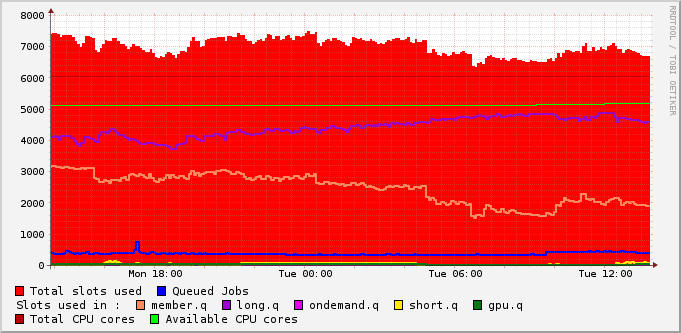 8000
7000
6000
5000
4000
3000
2000
1000
0
Mon 18:00 Tue 00:00 Tue 06:00 Tue 12:00
RRDTOOL / TOBI OETIKER
Total slots used Queued Jobs
Slots used in : member.q long.q ondemand.q short.q gpu.q
Total CPU cores Available CPU cores